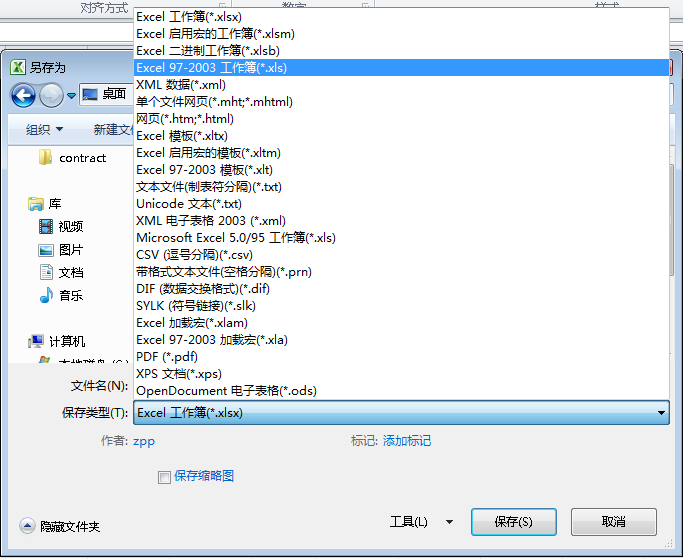 对齐方式
数字
样式
Excel 工作簿(*.xlsx)
Excel 启用宏的工作簿(*.xlsm)
Excel 二进制工作簿(*.xlsb)
另存为
Excel 97-2003 工作簿(*.xls)
桌面
XML 数据(*.xml)
单个文件网页(*.mht;*.mhtml)
网页(*.htm;*.html)
组织
新建文
Excel 模板(*.xltx)
Excel 启用宏的模板(*.xltm)
contract
Excel 97-2003 模板(*.xlt)
文本文件(制表符分隔)(*.txt)
库
Unicode 文本(*.txt)
视频
XML 电子表格 2003 (*.xml)
Microsoft Excel 5.0/95 工作簿(*.xls)
图片
CSV (逗号分隔)(*.csv)
文档
带格式文本文件(空格分隔)(*.prn)
DIF (数据交换格式)(*.dif)
音乐
SYLK (符号链接)(*.slk)
Excel 加载宏(*.xlam)
计算机
Excel 97-2003 加载宏(*.xla)
PDF (*.pdf)
本地磁盘 (C:)
XPS 文档(*.xps)
文件名(N):
OpenDocument 电子表格(*.ods)
保存类型(T):
Excel 工作簿(*.xlsx)
作者: zpp
标记: 添加标记
保存缩略图
隐藏文件夹
工具(L)
保存(S)
取消